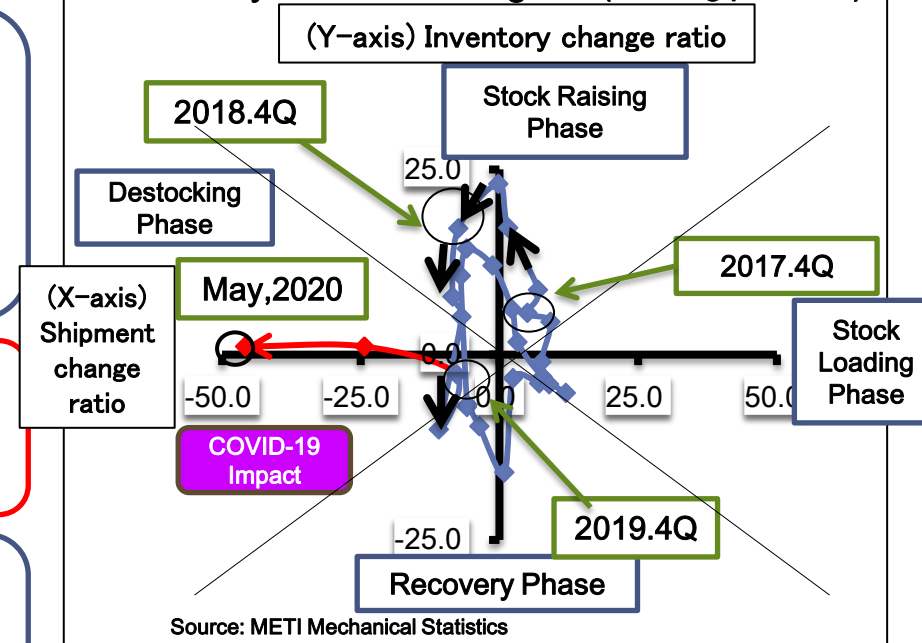 (Y-axis) Inventory change ratio
Stock Raising
Phase
2018.4Q
25.0
Destocking
Phase
2017.4Q
May,2020
(X-axis)
Shipment
change
ratio
0.0
Stock
Loading
Phase
-50.0
-25.0
0.0
25.0
50.0
COVID-19
Impact
2019.4Q
-25.0
Recovery Phase
Source: METI Mechanical Statistics